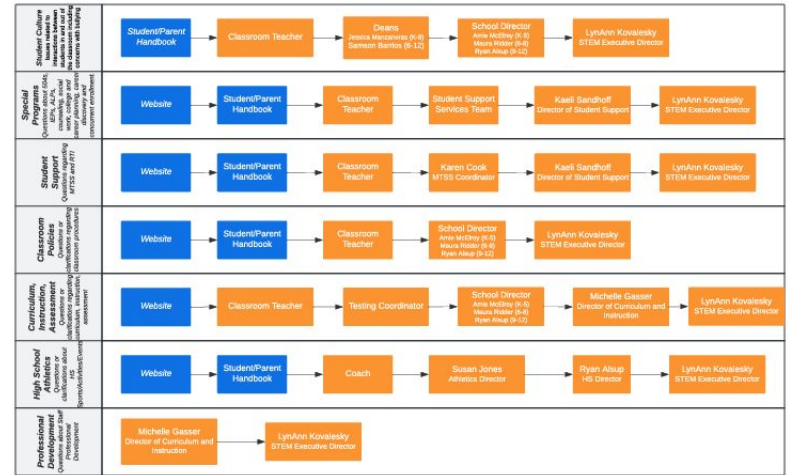 Student Culture
Issues related to
interactions between
students in and out of
the classroom including
concerns with bullying
Student/Parent
Handbook
Classroom Teacher
Deans
Jessica Manzanares (K-8)
Samson Barrios (6-12)
School Director
Amie McElroy (K-5)
Maura Ridder (6-8)
Ryan Alsup (9-12)
LynAnn Kovalesky
STEM Executive Director
Special
Programs
Questions about 504s,
IEPs, ALPs,
counseling, social
work, college and
career planning, career
discovery and
concurrent enrollment
Website
Student/Parent
Handbook
Classroom
Teacher
Student Support
Services Team
Kaeli Sandhoff
Director of Student Support
LynAnn Kovalesky
STEM Executive Director
Student
Support
Questions regarding
MTSS and RTI
Website
Student/Parent
Handbook
Classroom
Teacher
Karen Cook
MTSS Coordinator
Kaeli Sandhoff
Director of Student Support
LynAnn Kovalesky
STEM Executive Director
Classroom
Policies
Questions or
clarifications regarding
classroom procedures
Website
Student/Parent
Handbook
Classroom
Teacher
School Director
Amie McElroy (K-5)
Maura Ridder (6-8)
Ryan Alsup (9-12)
LynAnn Kovalesky
STEM Executive Director
Curriculum,
Instruction,
Assessment
Questions or
clarifications regarding
curriculum, instruction,
assessment
Website
Classroom Teacher
Testing Coordinator
School Director
Amie McElroy (K-5)
Maura Ridder (6-8)
Ryan Alsup (9-12)
Michelle Gasser
Director of Curriculum and
Instruction
LynAnn Kovalesky
STEM Executive Director
High School
Athletics
Questions or
clarifications about
HS
Sports/Activities/Events
Website
Student/Parent
Handbook
Coach
Susan Jones
Athletics Director
Ryan Alsup
HS Director
LynAnn Kovalesky
STEM Executive Director
Professional
Development
Questions about Staff
Professional
Development
Michelle Gasser
Director of Curriculum and
Instruction
LynAnn Kovalesky
STEM Executive Director